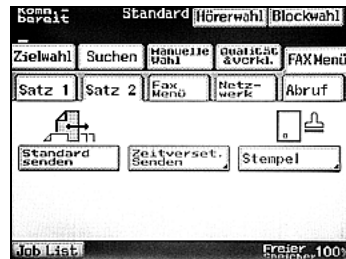 Komm.-
bereit
Standard Hörerwahl Blockwahl
Zielwahl Suchen Manuelle
Wahl Qualität
&Verkl. FAX Menü
Satz 1 Satz 2 Fax
Menü Netz-
werk Abruf
Standard
senden Zeitverset.
Senden Stempel
Job List Freier
Speicher 100